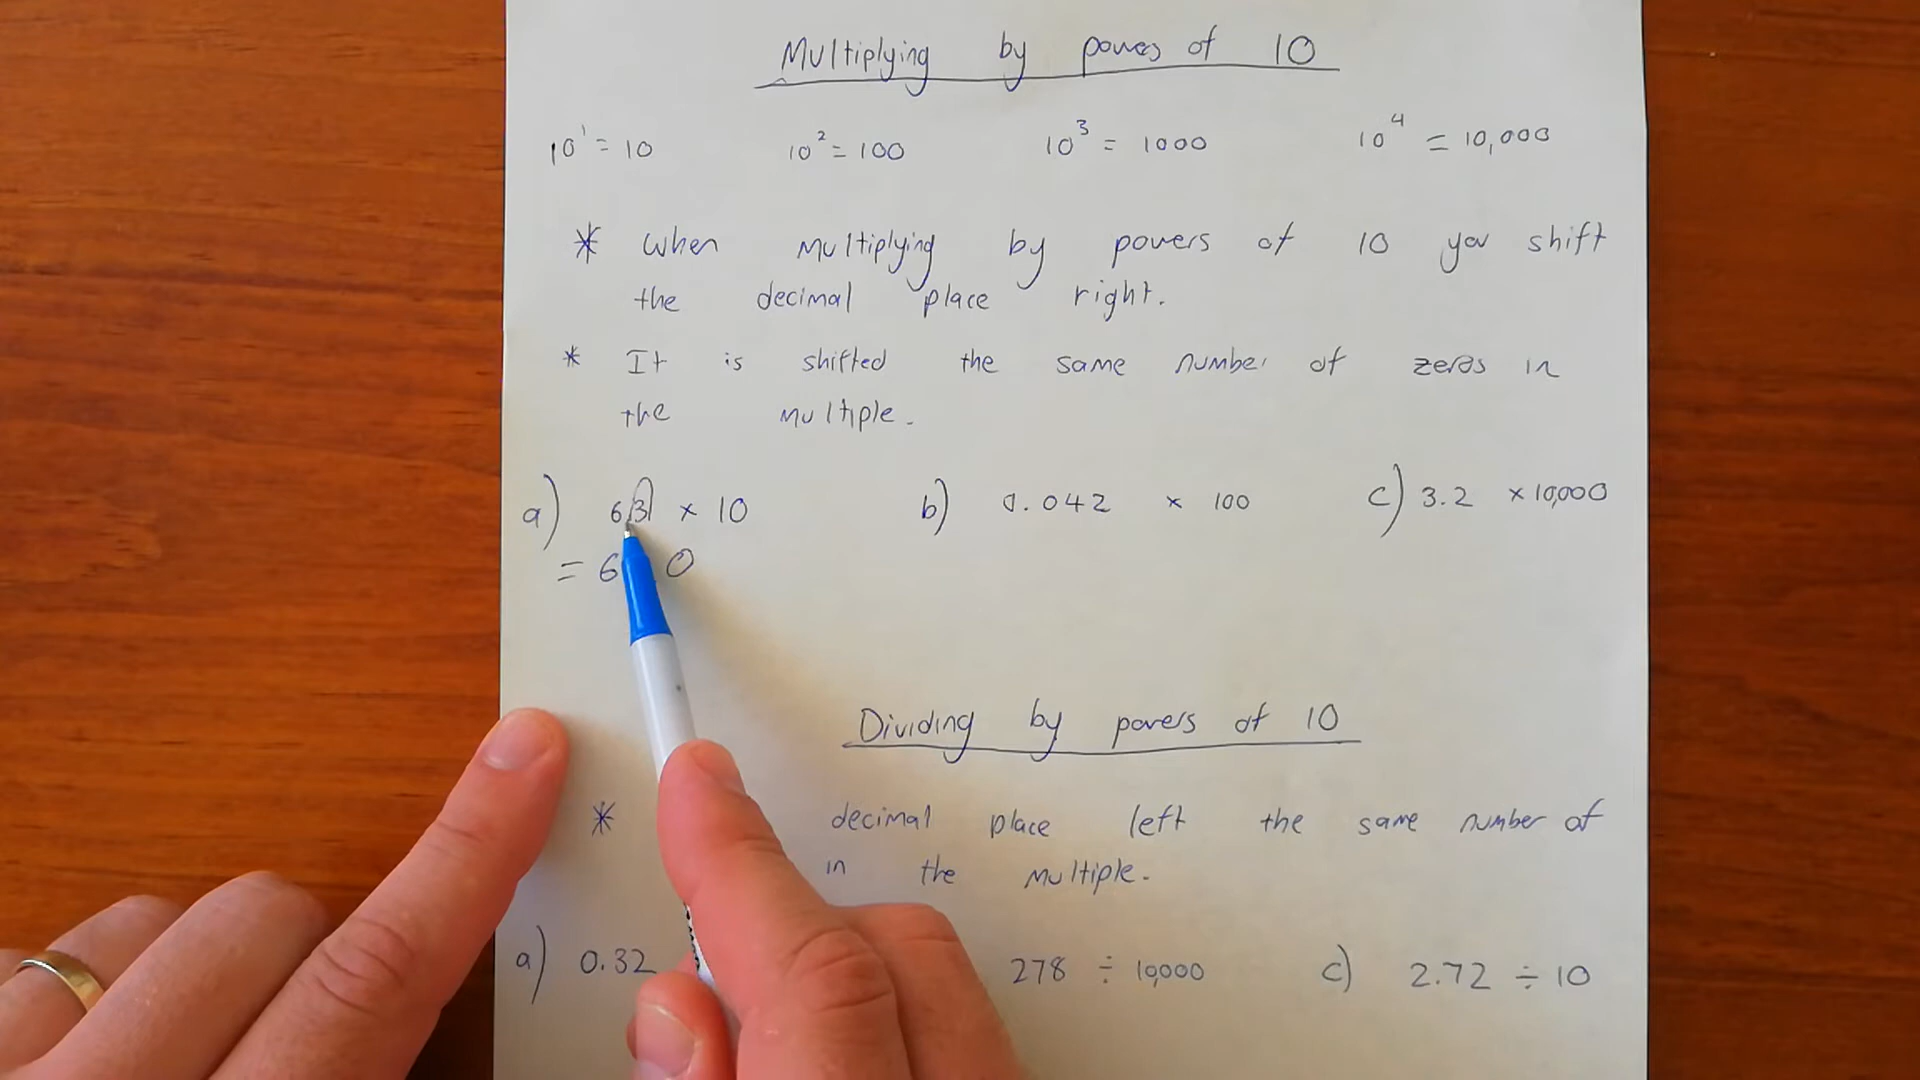 Multiplying by powers of 10
10¹ = 10 10² = 100 10³ = 1000 10⁴ = 10,000
* When multiplying by powers of 10 you shift
the decimal place right.
* It is shifted the same number of zeros in
the multiple.
a) 6.3 × 10 b) 0.042 × 100 c) 3.2 × 10,000
= 6 0
Dividing by powers of 10
* decimal place left the same number of
in the multiple.
a) 0.32 278 ÷ 10,000 c) 2.72 ÷ 10